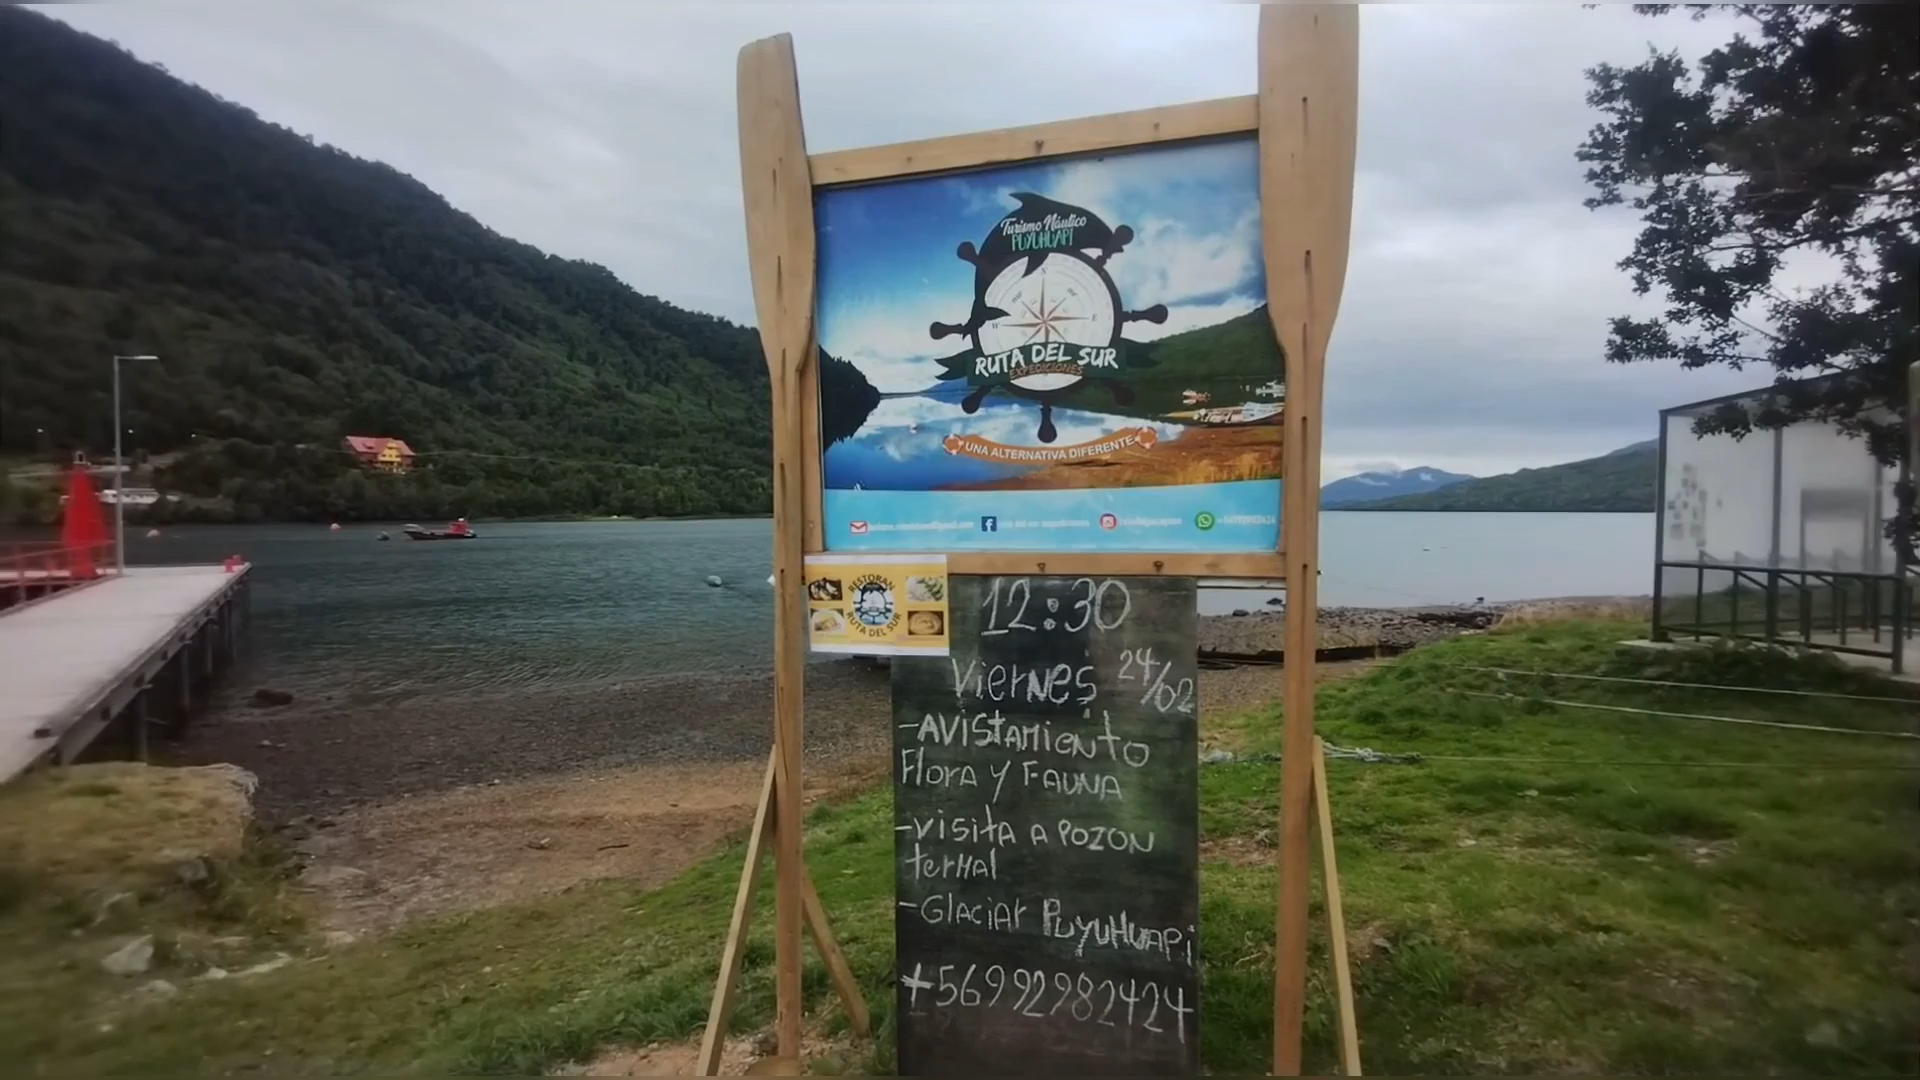 Turismo Náutico
PUYUHUAPI
N
W
E
RUTA DEL SUR
EXPEDICIONES
UNA ALTERNATIVA DIFERENTE
RESTORAN
RUTA DEL SUR
12:30
Viernes 24/02
-AVistAMiento
Flora y FAUNA
-visita a Pozon
terMal
-Glaciar PuyuHuapi
+56992982424